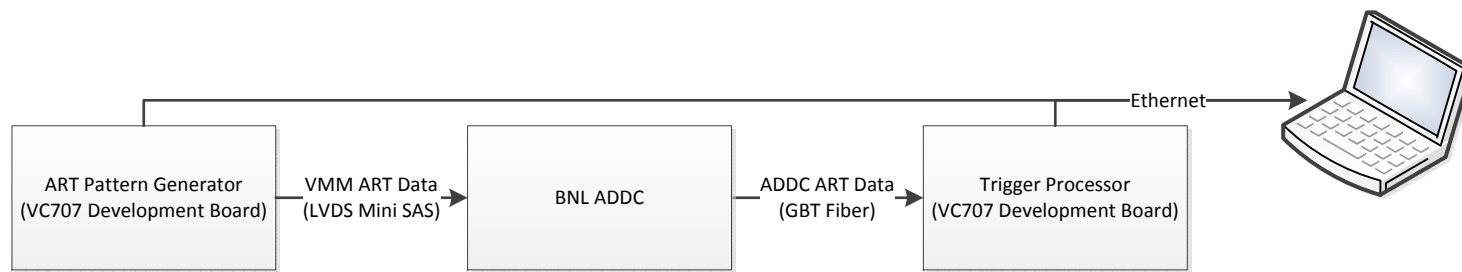 Ethernet
ART Pattern Generator
(VC707 Development Board)
VMM ART Data
(LVDS Mini SAS)
BNL ADDC
ADDC ART Data
(GBT Fiber)
Trigger Processor
(VC707 Development Board)